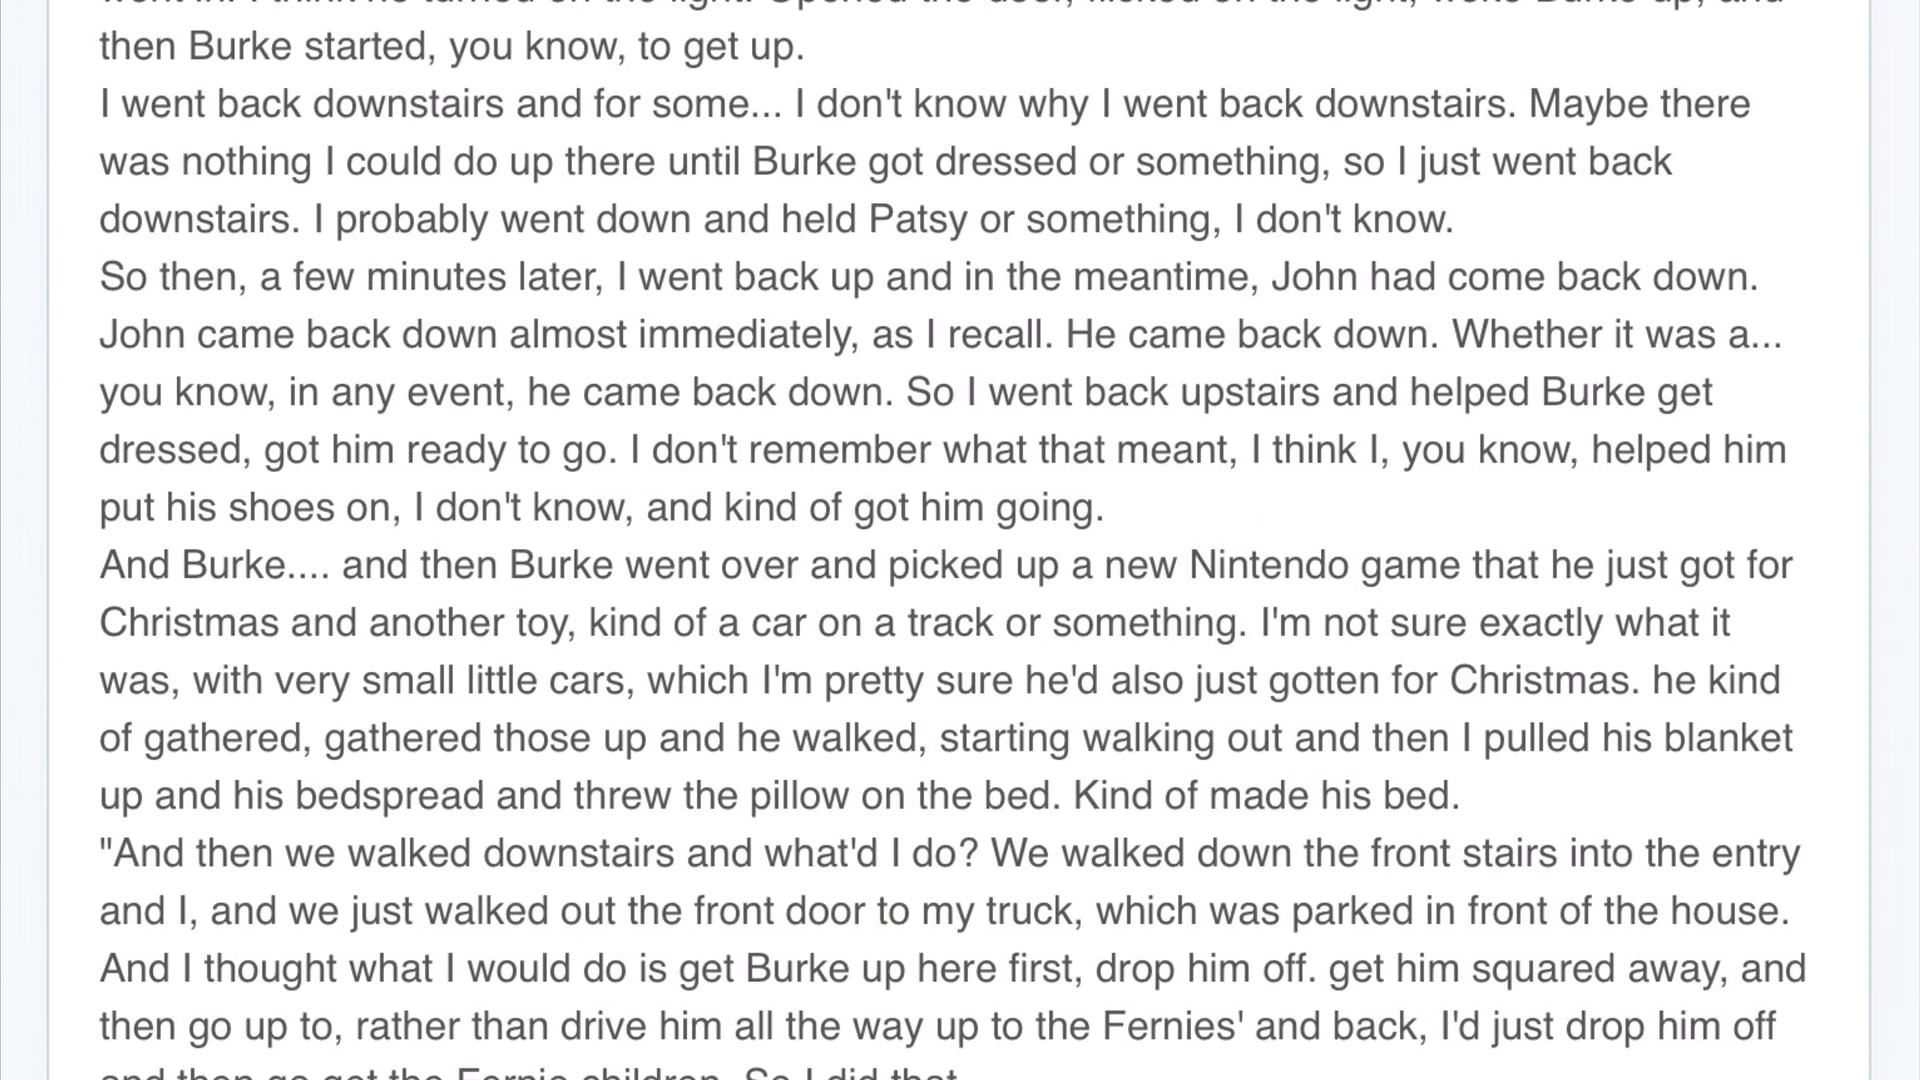 then Burke started, you know, to get up.
I went back downstairs and for some... I don't know why I went back downstairs. Maybe there
was nothing I could do up there until Burke got dressed or something, so I just went back
downstairs. I probably went down and held Patsy or something, I don't know.
So then, a few minutes later, I went back up and in the meantime, John had come back down.
John came back down almost immediately, as I recall. He came back down. Whether it was a...
you know, in any event, he came back down. So I went back upstairs and helped Burke get
dressed, got him ready to go. I don't remember what that meant, I think I, you know, helped him
put his shoes on, I don't know, and kind of got him going.
And Burke.... and then Burke went over and picked up a new Nintendo game that he just got for
Christmas and another toy, kind of a car on a track or something. I'm not sure exactly what it
was, with very small little cars, which I'm pretty sure he'd also just gotten for Christmas. he kind
of gathered, gathered those up and he walked, starting walking out and then I pulled his blanket
up and his bedspread and threw the pillow on the bed. Kind of made his bed.
"And then we walked downstairs and what'd I do? We walked down the front stairs into the entry
and I, and we just walked out the front door to my truck, which was parked in front of the house.
And I thought what I would do is get Burke up here first, drop him off. get him squared away, and
then go up to, rather than drive him all the way up to the Fernies' and back, I'd just drop him off
and then go get the Fernie children. So I did that